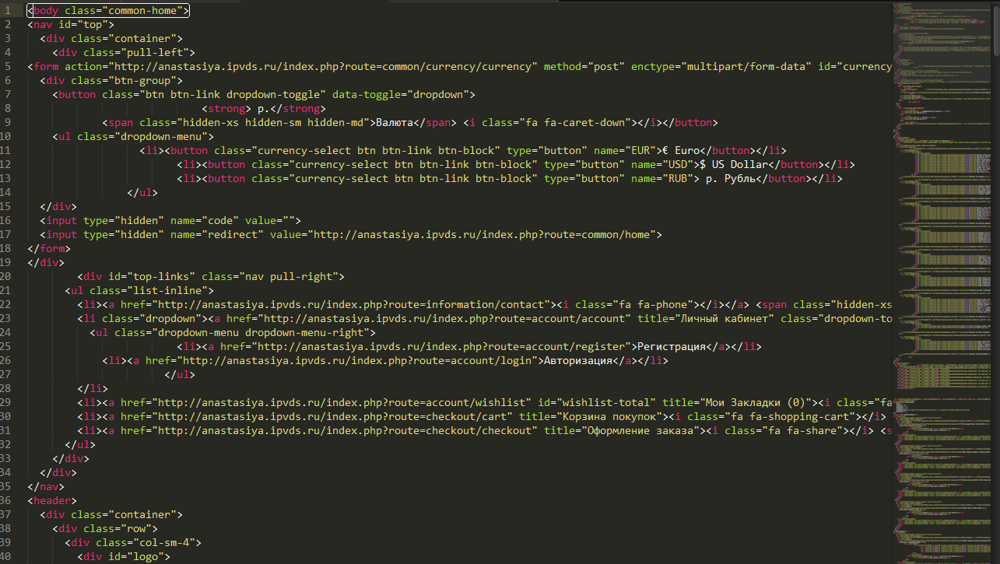 1 <body class="common-home">
2 <nav id="top">
3 <div class="container">
4 <div class="pull-left">
5 <form action="http://anastasiya.ipvds.ru/index.php?route=common/currency/currency" method="post" enctype="multipart/form-data" id="currency
6 <div class="btn-group">
7 <button class="btn btn-link dropdown-toggle" data-toggle="dropdown">
8 <strong> р.</strong>
9 <span class="hidden-xs hidden-sm hidden-md">Валюта</span> <i class="fa fa-caret-down"></i></button>
10 <ul class="dropdown-menu">
11 <li><button class="currency-select btn btn-link btn-block" type="button" name="EUR">€ Euro</button></li>
12 <li><button class="currency-select btn btn-link btn-block" type="button" name="USD">$ US Dollar</button></li>
13 <li><button class="currency-select btn btn-link btn-block" type="button" name="RUB"> р. Рубль</button></li>
14 </ul>
15 </div>
16 <input type="hidden" name="code" value="">
17 <input type="hidden" name="redirect" value="http://anastasiya.ipvds.ru/index.php?route=common/home">
18 </form>
19 </div>
20 <div id="top-links" class="nav pull-right">
21 <ul class="list-inline">
22 <li><a href="http://anastasiya.ipvds.ru/index.php?route=information/contact"><i class="fa fa-phone"></i></a> <span class="hidden-xs
23 <li class="dropdown"><a href="http://anastasiya.ipvds.ru/index.php?route=account/account" title="Личный кабинет" class="dropdown-to
24 <ul class="dropdown-menu dropdown-menu-right">
25 <li><a href="http://anastasiya.ipvds.ru/index.php?route=account/register">Регистрация</a></li>
26 <li><a href="http://anastasiya.ipvds.ru/index.php?route=account/login">Авторизация</a></li>
27 </ul>
28 </li>
29 <li><a href="http://anastasiya.ipvds.ru/index.php?route=account/wishlist" id="wishlist-total" title="Мои Закладки (0)"><i class="fa
30 <li><a href="http://anastasiya.ipvds.ru/index.php?route=checkout/cart" title="Корзина покупок"><i class="fa fa-shopping-cart"></i>
31 <li><a href="http://anastasiya.ipvds.ru/index.php?route=checkout/checkout" title="Оформление заказа"><i class="fa fa-share"></i> <s
32 </ul>
33 </div>
34 </div>
35 </nav>
36 <header>
37 <div class="container">
38 <div class="row">
39 <div class="col-sm-4">
40 <div id="logo">